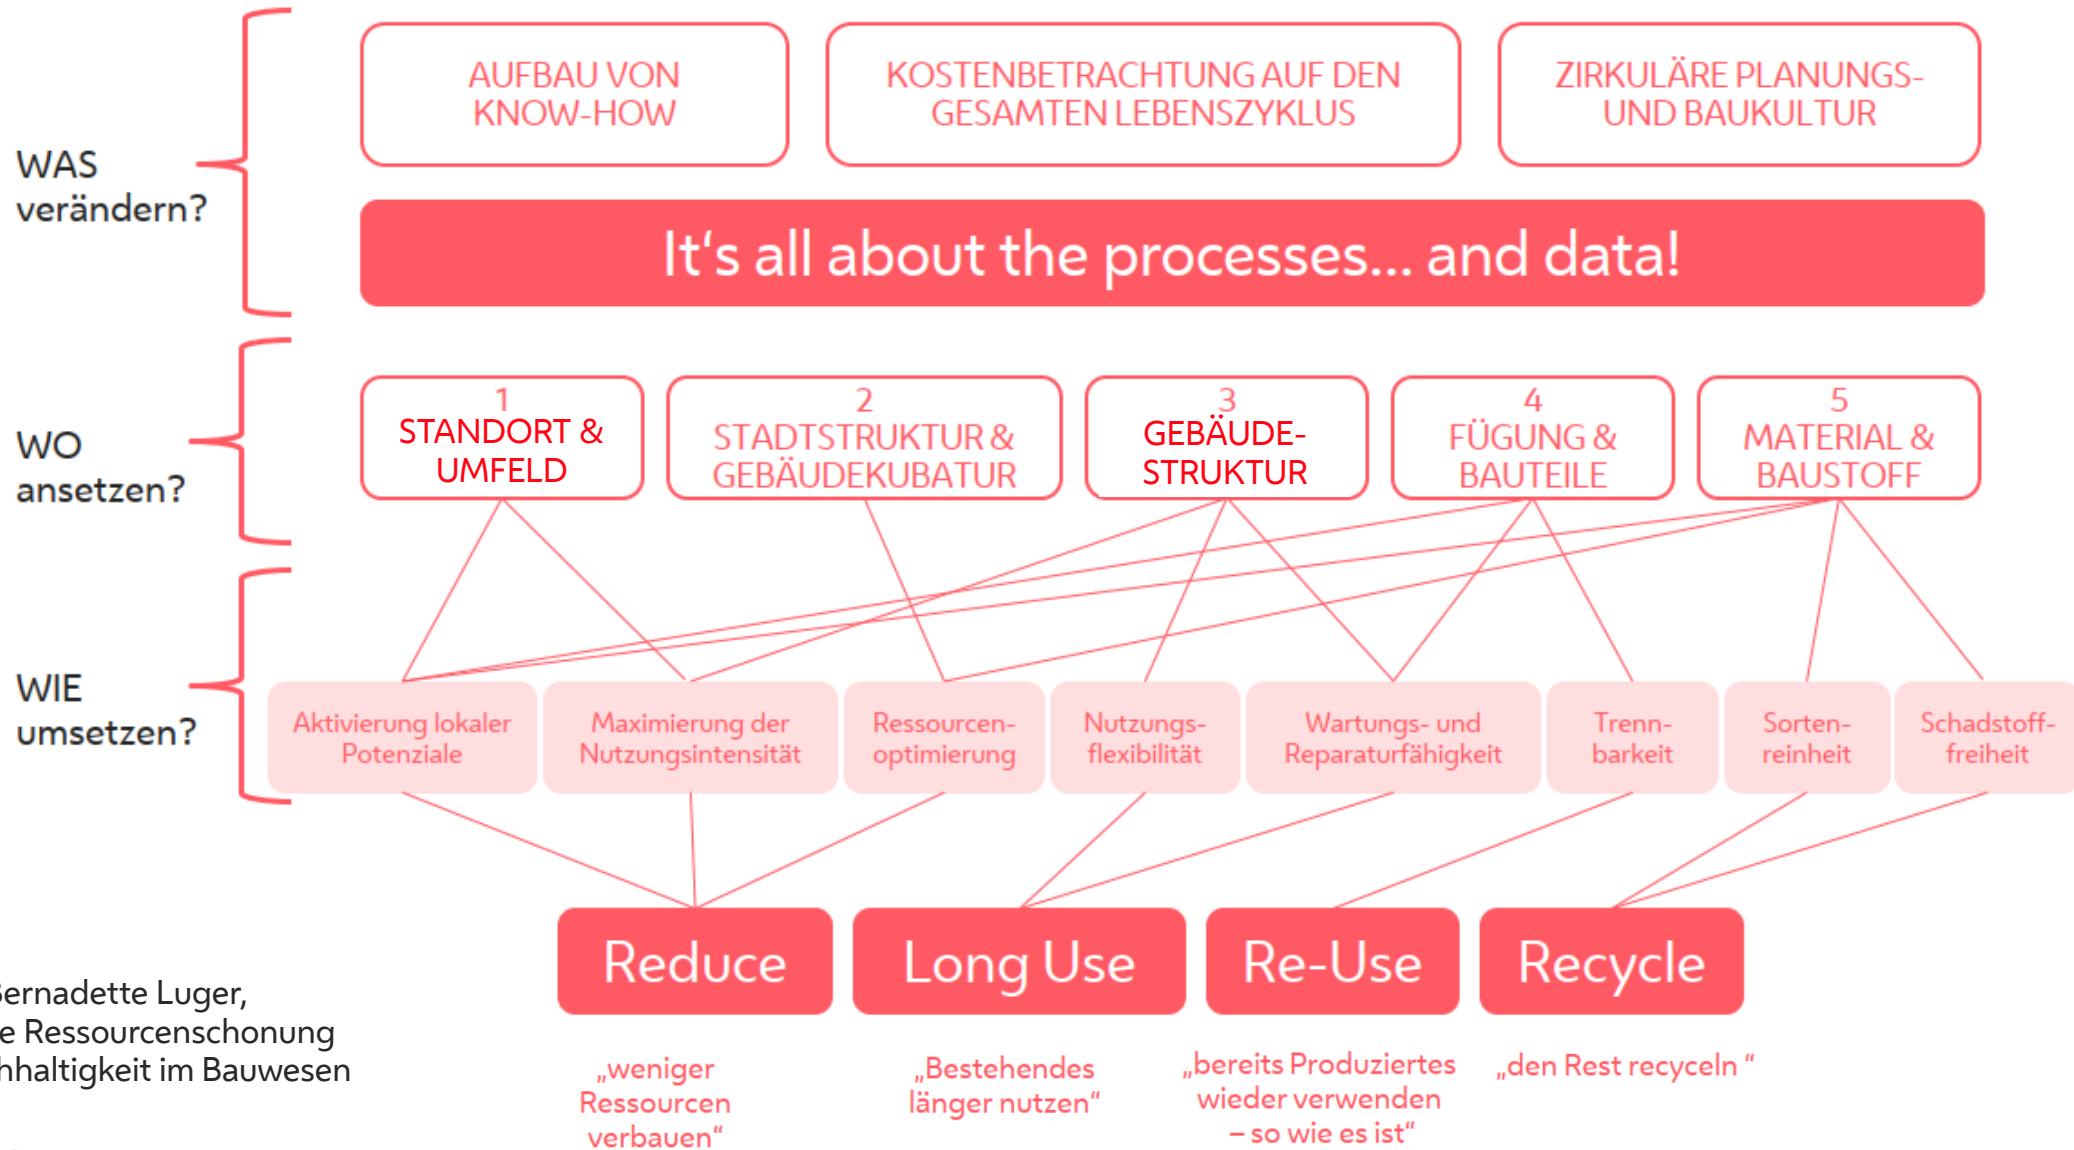 WAS
verändern?
AUFBAU VON
KNOW-HOW
KOSTENBETRACHTUNG AUF DEN
GESAMTEN LEBENSZYKLUS
ZIRKULÄRE PLANUNGS-
UND BAUKULTUR
It‘s all about the processes... and data!
WO
ansetzen?
1
STANDORT &
UMFELD
2
STADTSTRUKTUR &
GEBÄUDEKUBATUR
3
GEBÄUDE-
STRUKTUR
4
FÜGUNG &
BAUTEILE
5
MATERIAL &
BAUSTOFF
WIE
umsetzen?
Aktivierung lokaler
Potenziale
Maximierung der
Nutzungsintensität
Ressourcen-
optimierung
Nutzungs-
flexibilität
Wartungs- und
Reparaturfähigkeit
Trenn-
barkeit
Sorten-
reinheit
Schadstoff-
freiheit
Reduce
Long Use
Re-Use
Recycle
„weniger
Ressourcen
verbauen“
„Bestehendes
länger nutzen“
„bereits Produziertes
wieder verwenden
– so wie es ist“
„den Rest recyceln “
Bernadette Luger,
e Ressourcenschonung
hhaltigkeit im Bauwesen